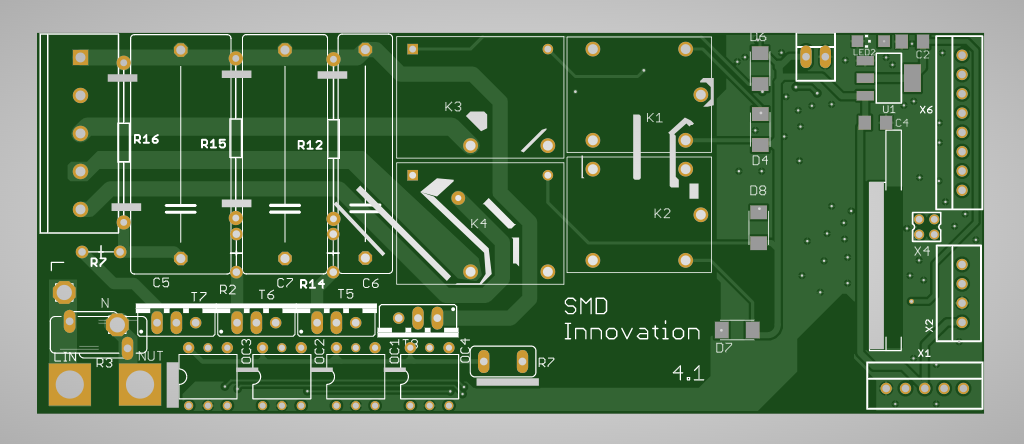 D6
LED2
C2
K3
K1
X6
U1
C4
R16
R15
R12
D4
K2
D8
K4
X4
R7
C5
R2
C7
R14
C6
T7
T6
T5
N
SMD
Innovation
X2
LIN
R3
NUT
OC3
OC2
OC1
T3
OC4
R7
D7
X1
4.1